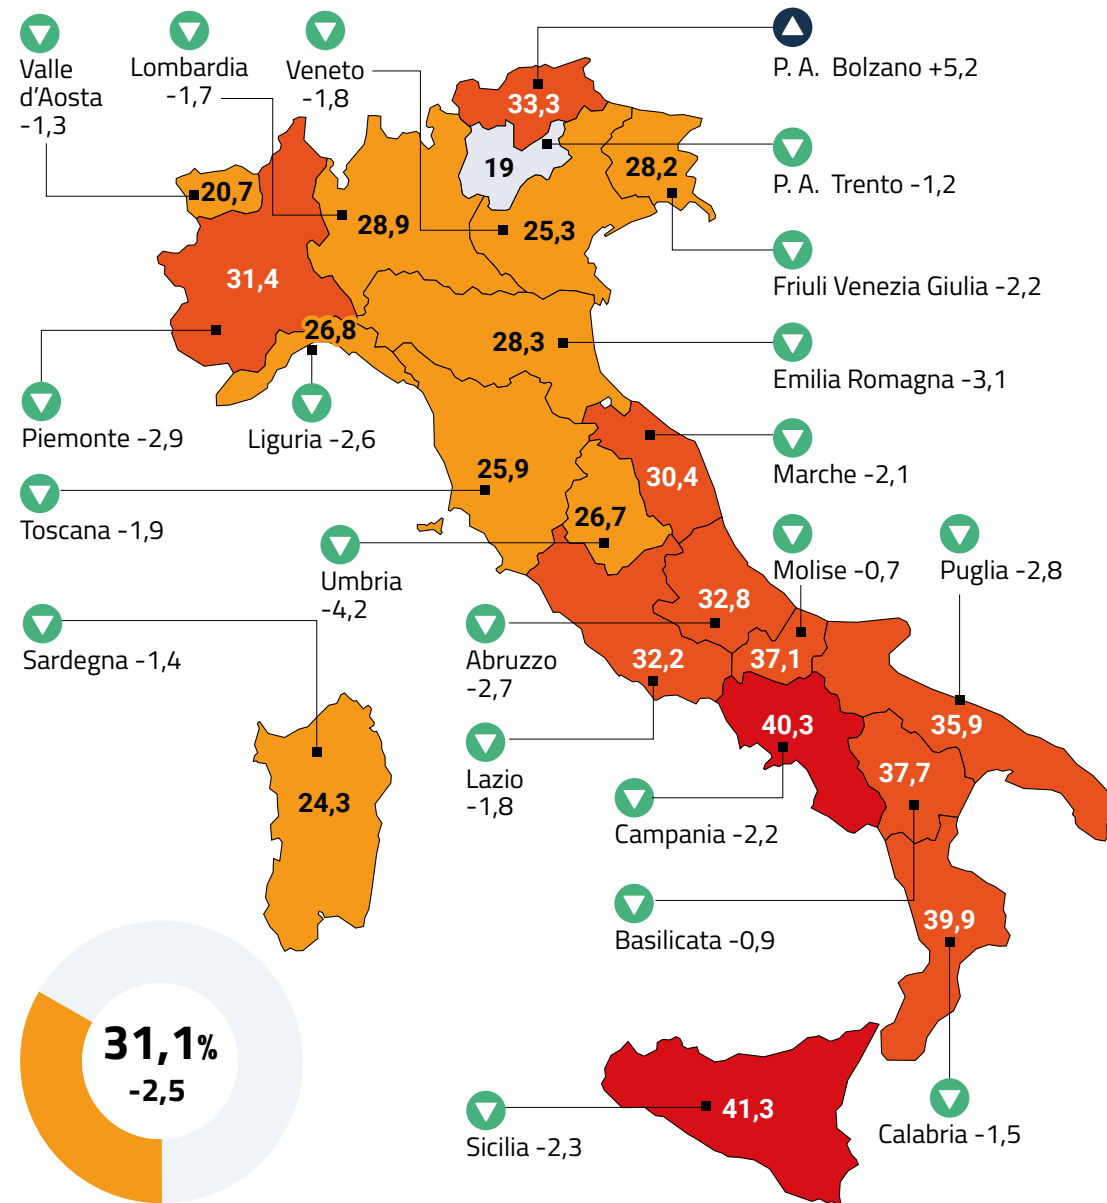 Valle
d’Aosta
-1,3
Lombardia
-1,7
Veneto
-1,8
P. A. Bolzano +5,2
33,3
19
P. A. Trento -1,2
28,2
20,7
28,9
25,3
Friuli Venezia Giulia -2,2
31,4
26,8
28,3
Emilia Romagna -3,1
Piemonte -2,9
Liguria -2,6
Marche -2,1
25,9
30,4
Toscana -1,9
26,7
Umbria
-4,2
Molise -0,7
Puglia -2,8
32,8
Sardegna -1,4
Abruzzo
-2,7
32,2
37,1
40,3
35,9
Lazio
-1,8
37,7
24,3
Campania -2,2
39,9
Basilicata -0,9
31,1%
-2,5
41,3
Sicilia -2,3
Calabria -1,5